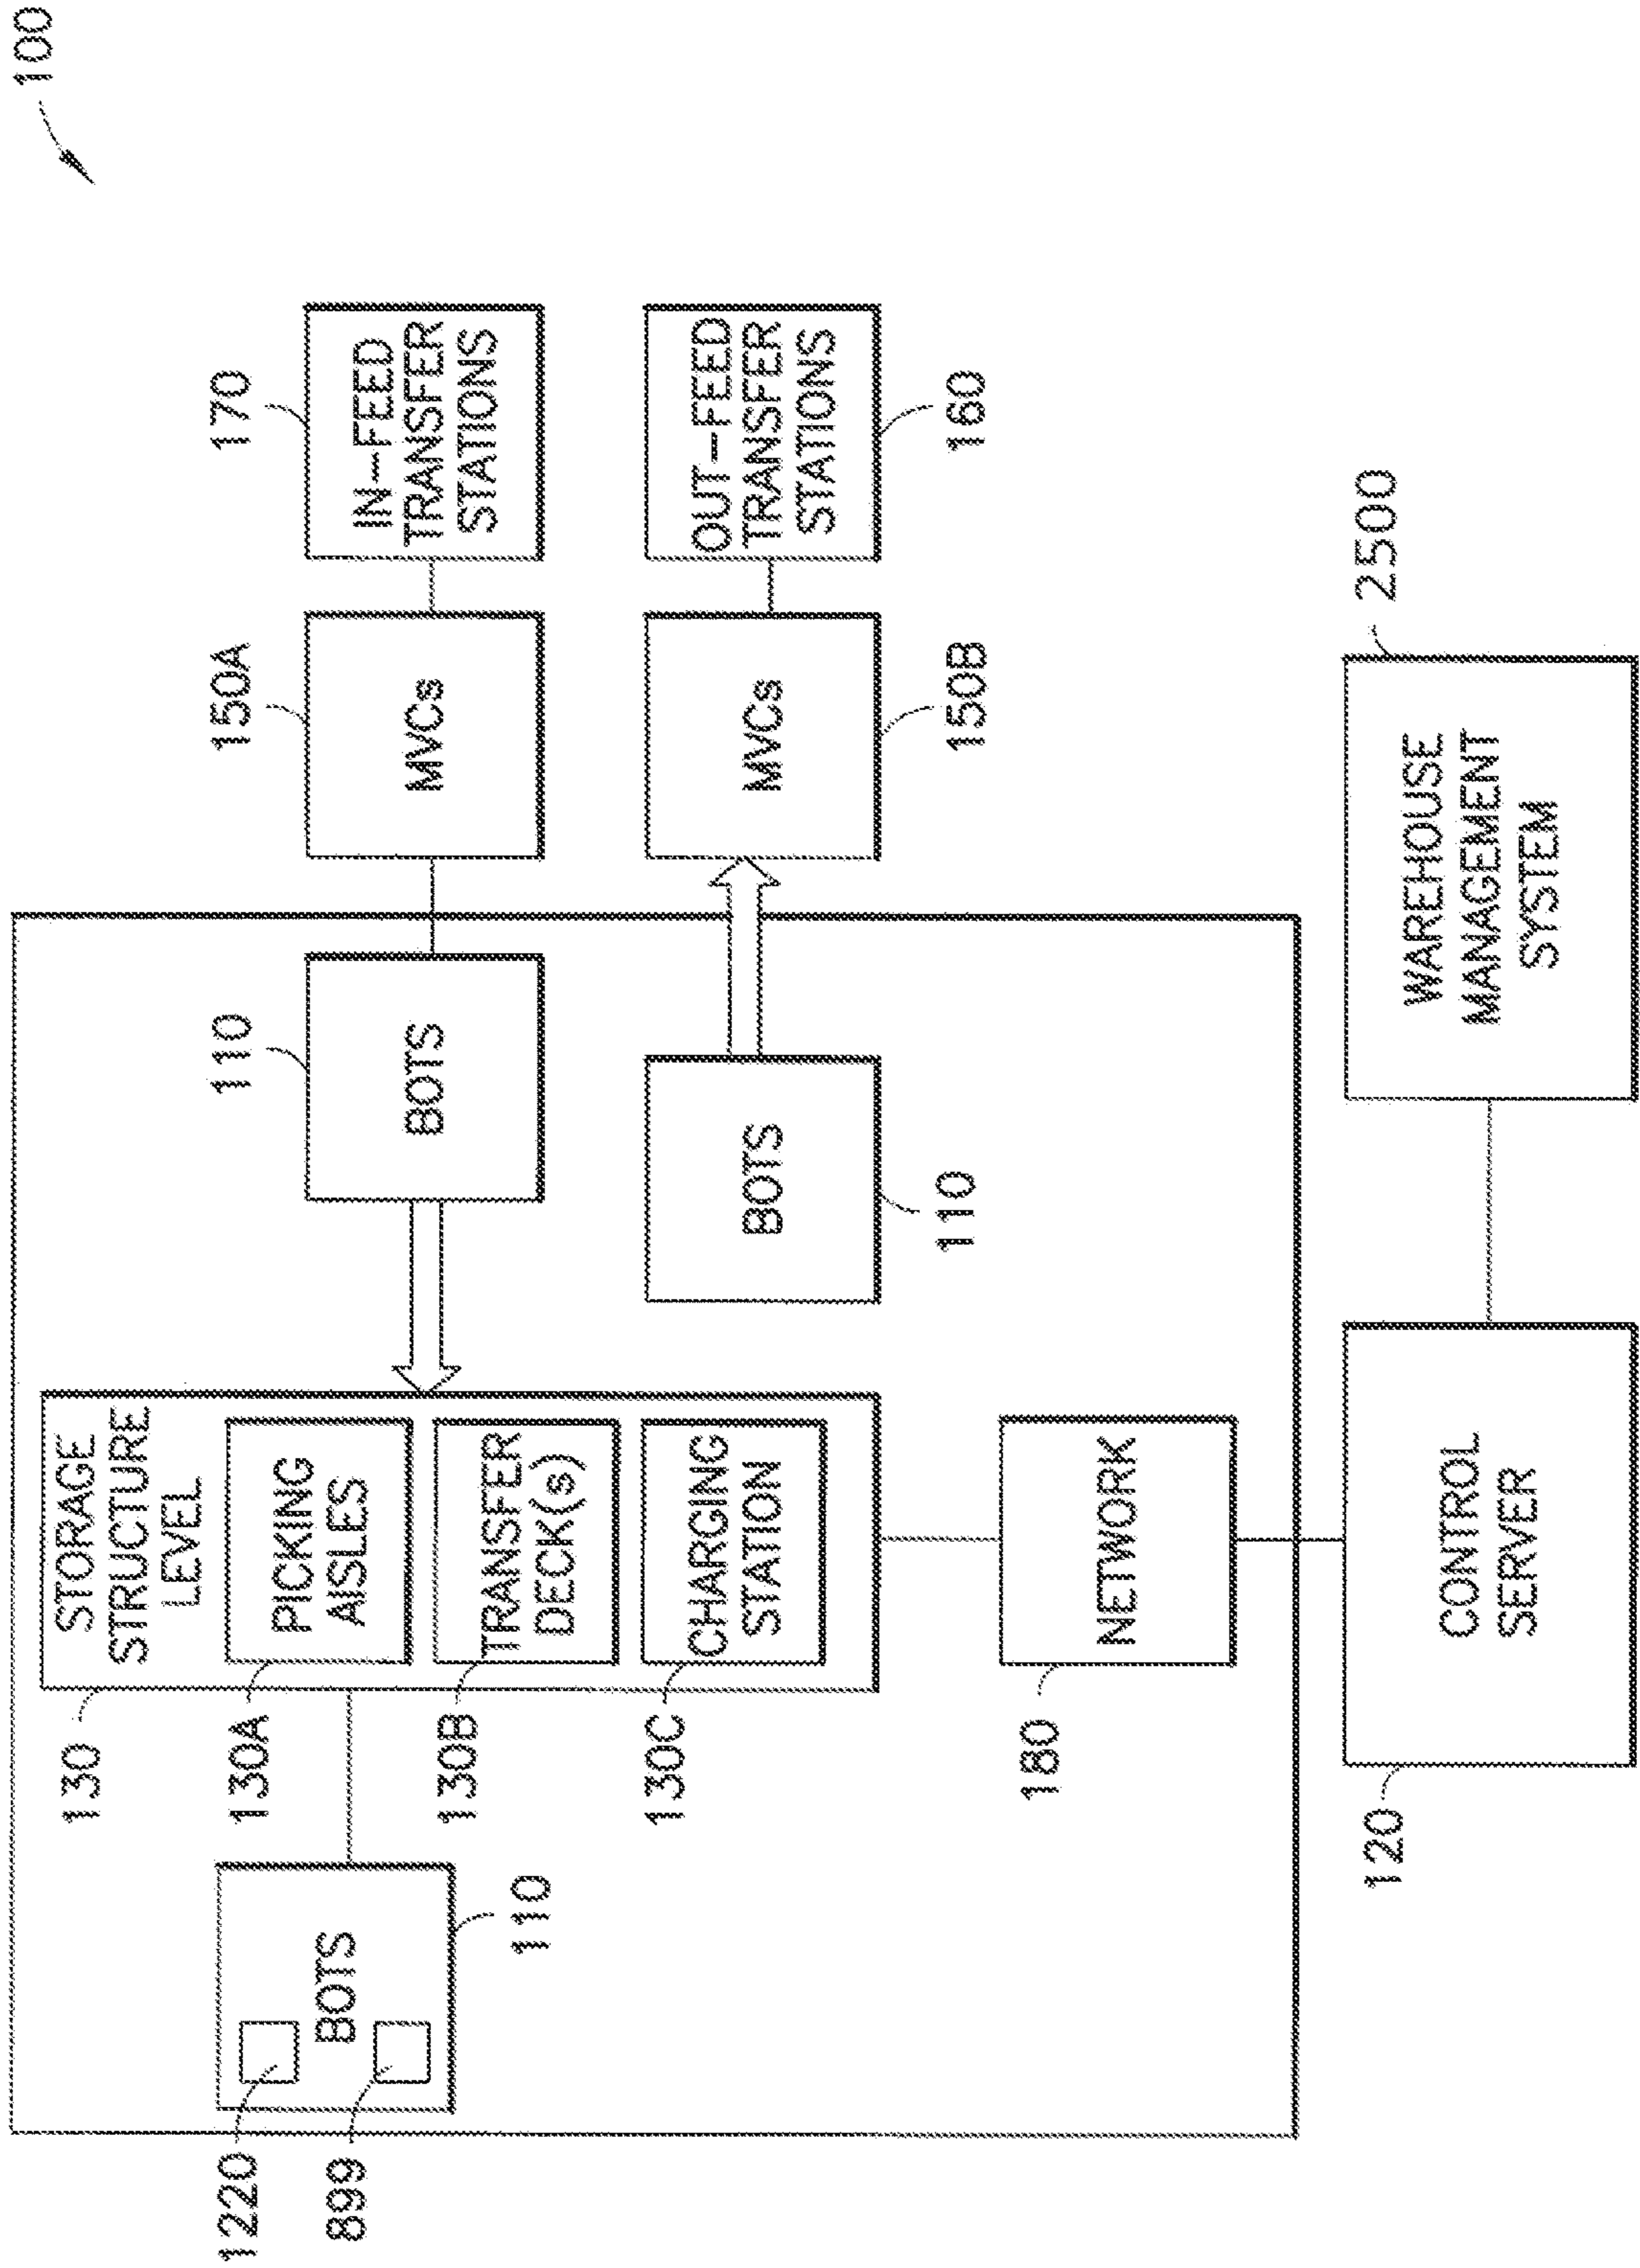 100
130
STORAGE
STRUCTURE
LEVEL
130A
PICKING
AISLES
130B
TRANSFER
DECK(s)
130C
CHARGING
STATION
1220
899
BOTS
110
110
BOTS
150A
MVCs
170
IN-FEED
TRANSFER
STATIONS
BOTS
110
MVCs
150B
OUT-FEED
TRANSFER
STATIONS
160
180
NETWORK
120
CONTROL
SERVER
2500
WAREHOUSE
MANAGEMENT
SYSTEM